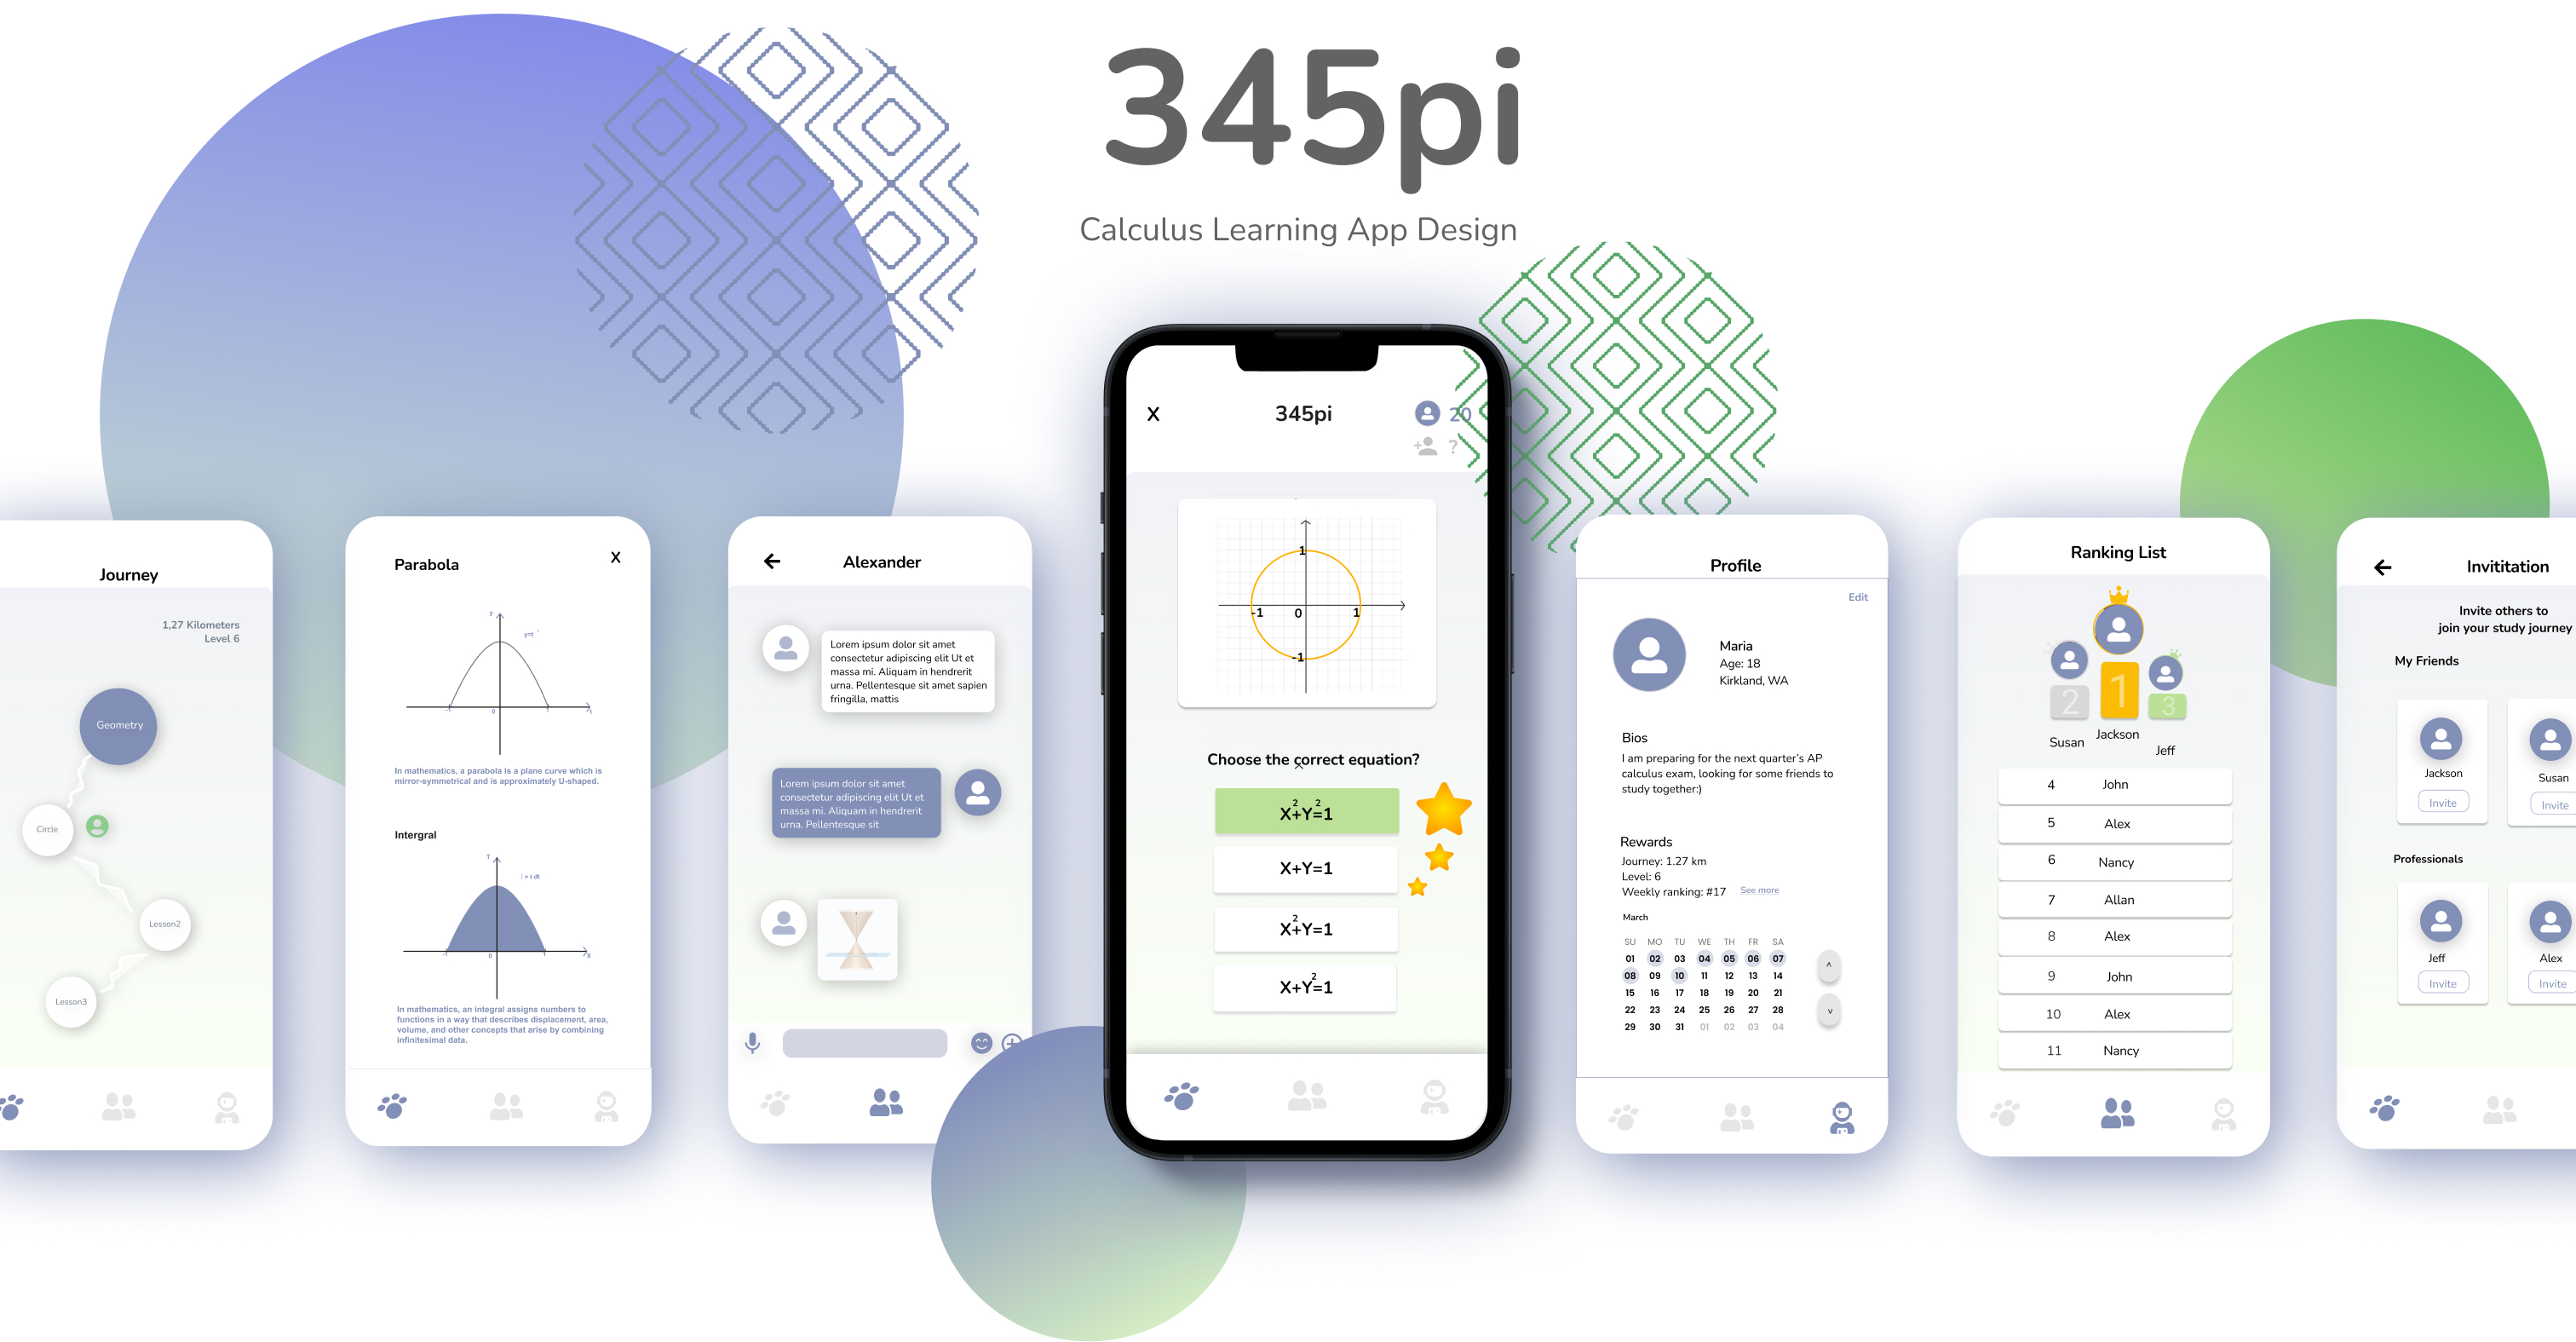 345pi
Calculus Learning App Design
Journey
1,27 Kilometers
Level 6
Geometry
Circle
Lesson2
Lesson3
Parabola
X
y
-1
0
1
t
In mathematics, a parabola is a plane curve which is
mirror-symmetrical and is approximately U-shaped.
Intergral
T
-1
0
1
X
In mathematics, an integral assigns numbers to
functions in a way that describes displacement, area,
volume, and other concepts that arise by combining
infinitesimal data.
Alexander
Lorem ipsum dolor sit amet
consectetur adipiscing elit Ut et
massa mi. Aliquam in hendrerit
urna. Pellentesque sit amet sapien
fringilla, mattis
Lorem ipsum dolor sit amet
consectetur adipiscing elit Ut et
massa mi. Aliquam in hendrerit
urna. Pellentesque sit
X
345pi
20
?
1
-1
0
1
-1
Choose the correct equation?
X²+Y²=1
X+Y=1
X²+Y=1
X+Y²=1
Profile
Edit
Maria
Age: 18
Kirkland, WA
Bios
I am preparing for the next quarter's AP
calculus exam, looking for some friends to
study together:)
Rewards
Journey: 1.27 km
Level: 6
Weekly ranking: #17 See more
March
SU MO TU WE TH FR SA
01 02 03 04 05 06 07
08 09 10 11 12 13 14
15 16 17 18 19 20 21
22 23 24 25 26 27 28
29 30 31 01 02 03 04
Ranking List
2
1
3
Susan
Jackson
Jeff
4 John
5 Alex
6 Nancy
7 Allan
8 Alex
9 John
10 Alex
11 Nancy
Invititation
Invite others to
join your study journey
My Friends
Jackson
Invite
Susan
Invite
Professionals
Jeff
Invite
Alex
Invite